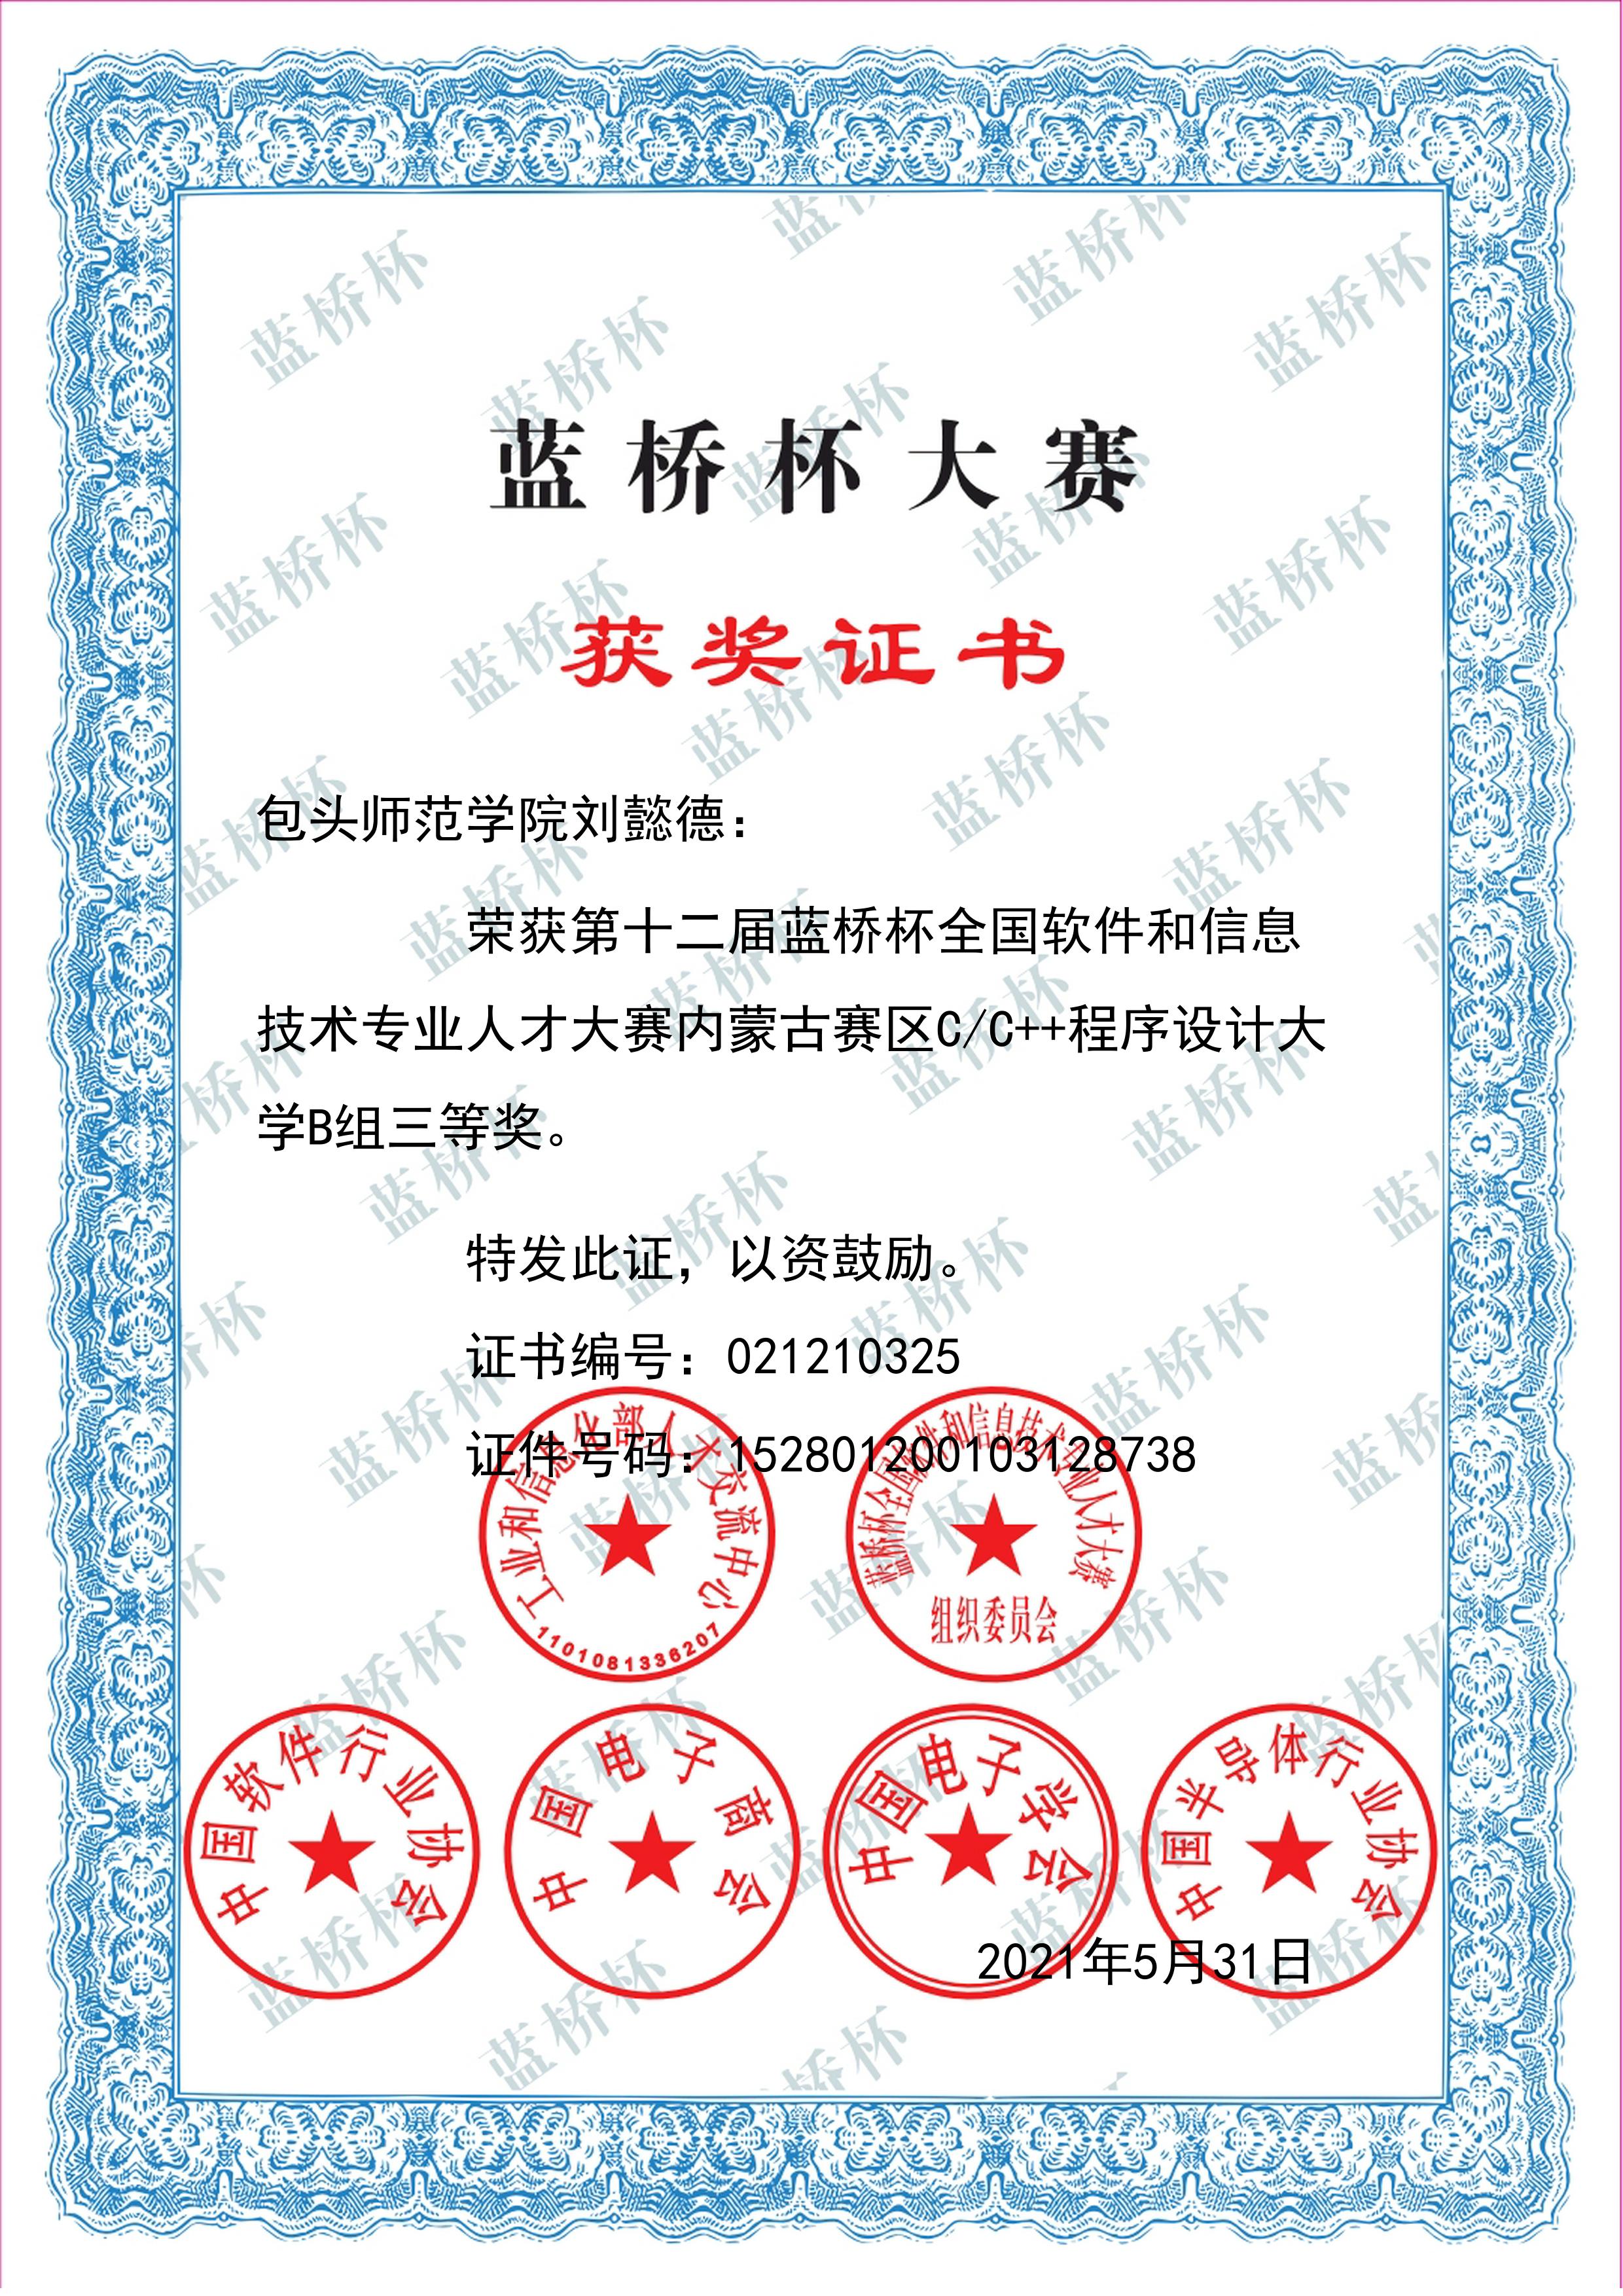 蓝桥杯大赛
获奖证书
包头师范学院刘懿德：
荣获第十二届蓝桥杯全国软件和信息
技术专业人才大赛内蒙古赛区C/C++程序设计大
学B组三等奖。
特发此证，以资鼓励。
证书编号：021210325
证件号码：152801200103128738
工业和信息化部人才交流中心
1101081336207
蓝桥杯全国软件和信息技术专业人才大赛
组织委员会
中国软件行业协会
中国电子商会
中国电子学会
中国半导体行业协会
2021年5月31日
蓝桥杯